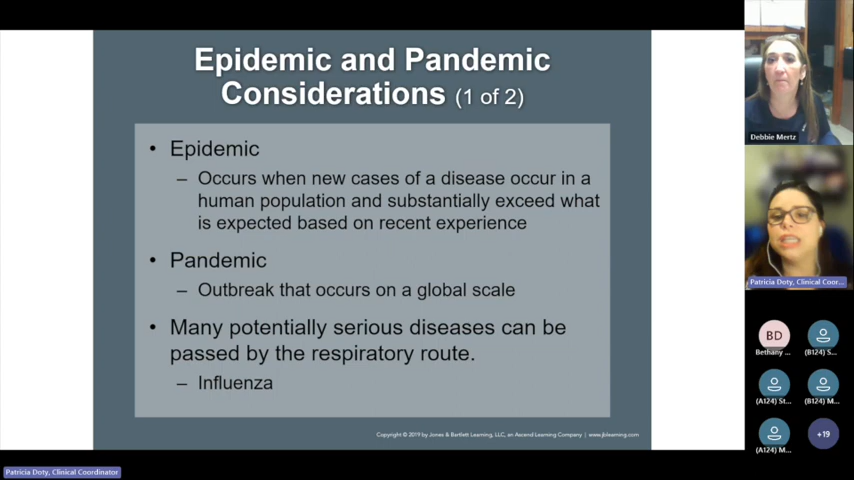 Epidemic and Pandemic
Considerations (1 of 2)
• Epidemic
– Occurs when new cases of a disease occur in a
human population and substantially exceed what
is expected based on recent experience
• Pandemic
– Outbreak that occurs on a global scale
• Many potentially serious diseases can be
passed by the respiratory route.
– Influenza
Copyright © 2019 by Jones & Bartlett Learning, LLC, an Ascend Learning Company | www.jblearning.com
Debbie Mertz
Patricia Doty, Clinical Coor...
BD
Bethany ...
(B124) S...
(A124) St...
(B124) M...
(A124) M...
+19
Patricia Doty, Clinical Coordinator